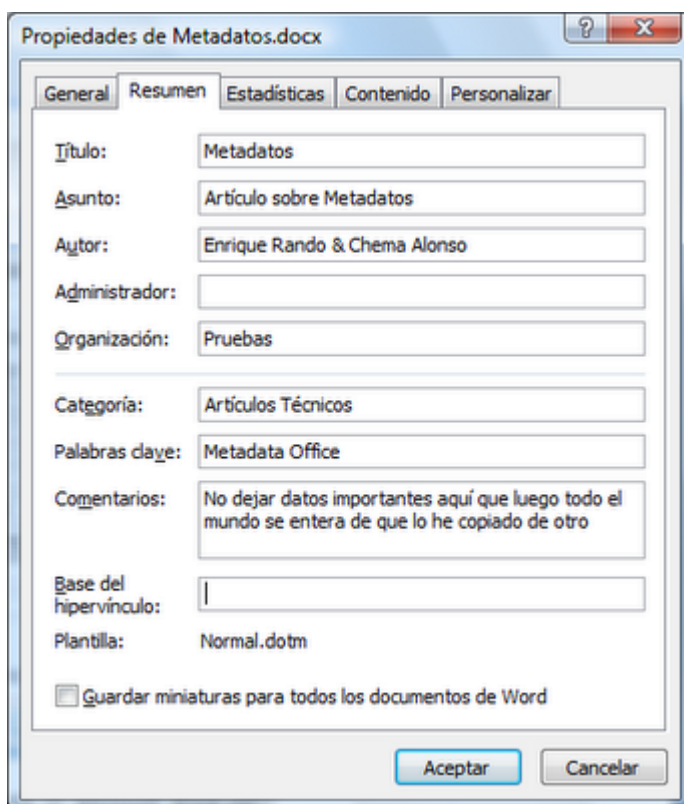 Propiedades de Metadatos.docx
General Resumen Estadísticas Contenido Personalizar
Título: Metadatos
Asunto: Artículo sobre Metadatos
Autor: Enrique Rando & Chema Alonso
Administrador:
Organización: Pruebas
Categoría: Artículos Técnicos
Palabras clave: Metadata Office
Comentarios: No dejar datos importantes aquí que luego todo el
mundo se entera de que lo he copiado de otro
Base del
hipervínculo:
Plantilla: Normal.dotm
Guardar miniaturas para todos los documentos de Word
Aceptar Cancelar